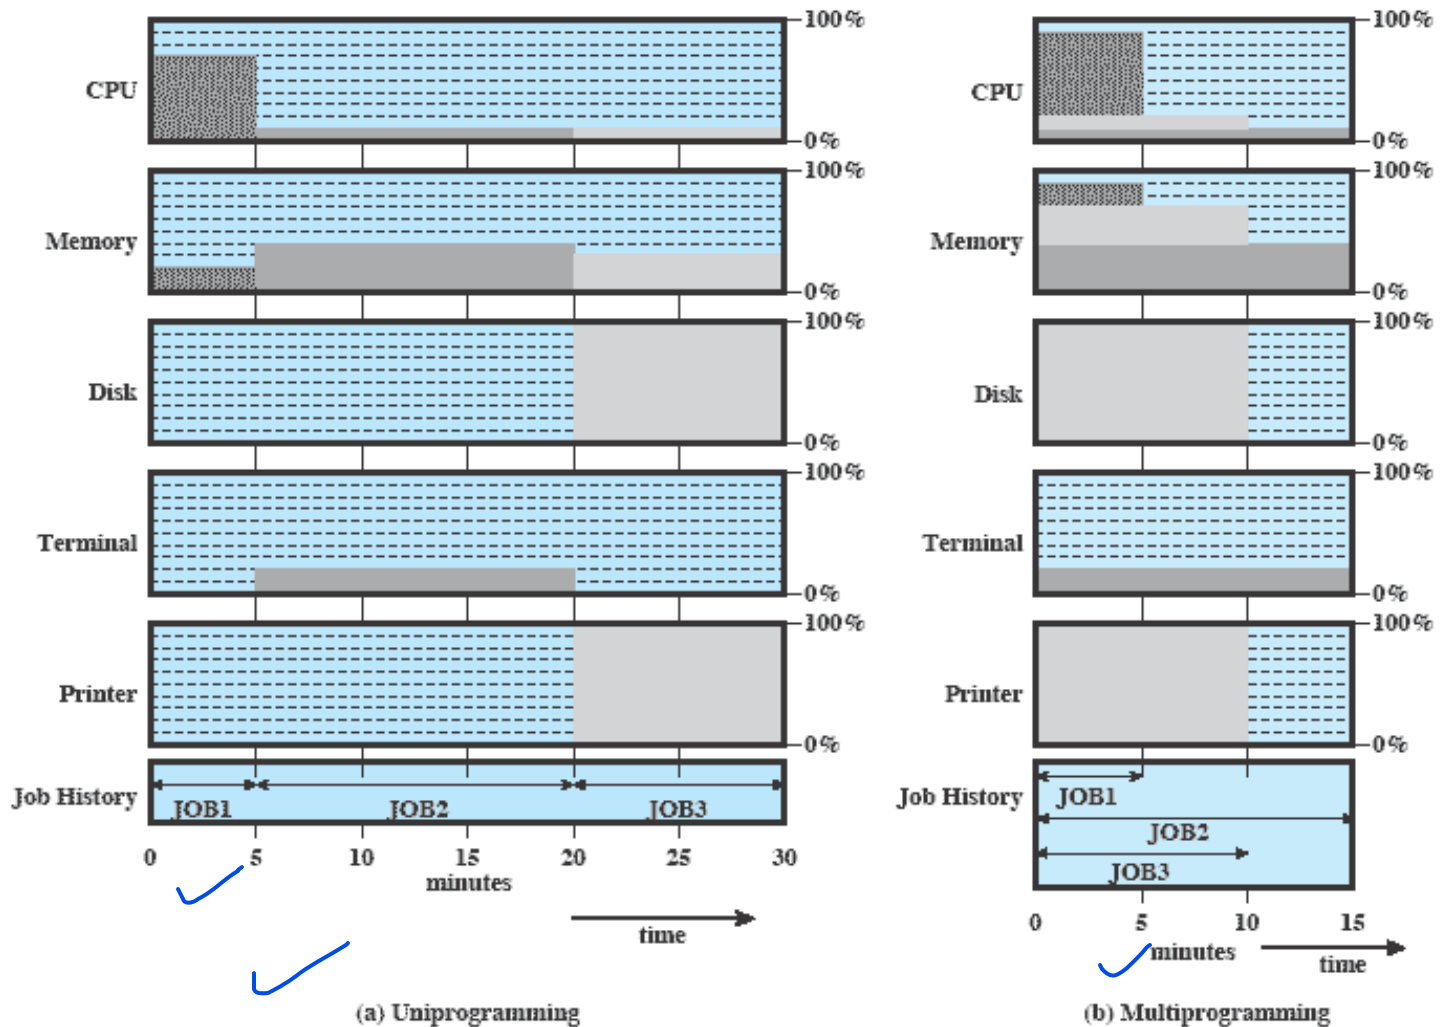 100%
CPU
0%
100%
Memory
0%
100%
Disk
0%
100%
Terminal
0%
100%
Printer
0%
Job History
JOB1
JOB2
JOB3
0 5 10 15 20 25 30
minutes
time
(a) Uniprogramming
100%
CPU
0%
100%
Memory
0%
100%
Disk
0%
100%
Terminal
0%
100%
Printer
0%
Job History
JOB1
JOB2
JOB3
0 5 10 15
minutes
time
(b) Multiprogramming